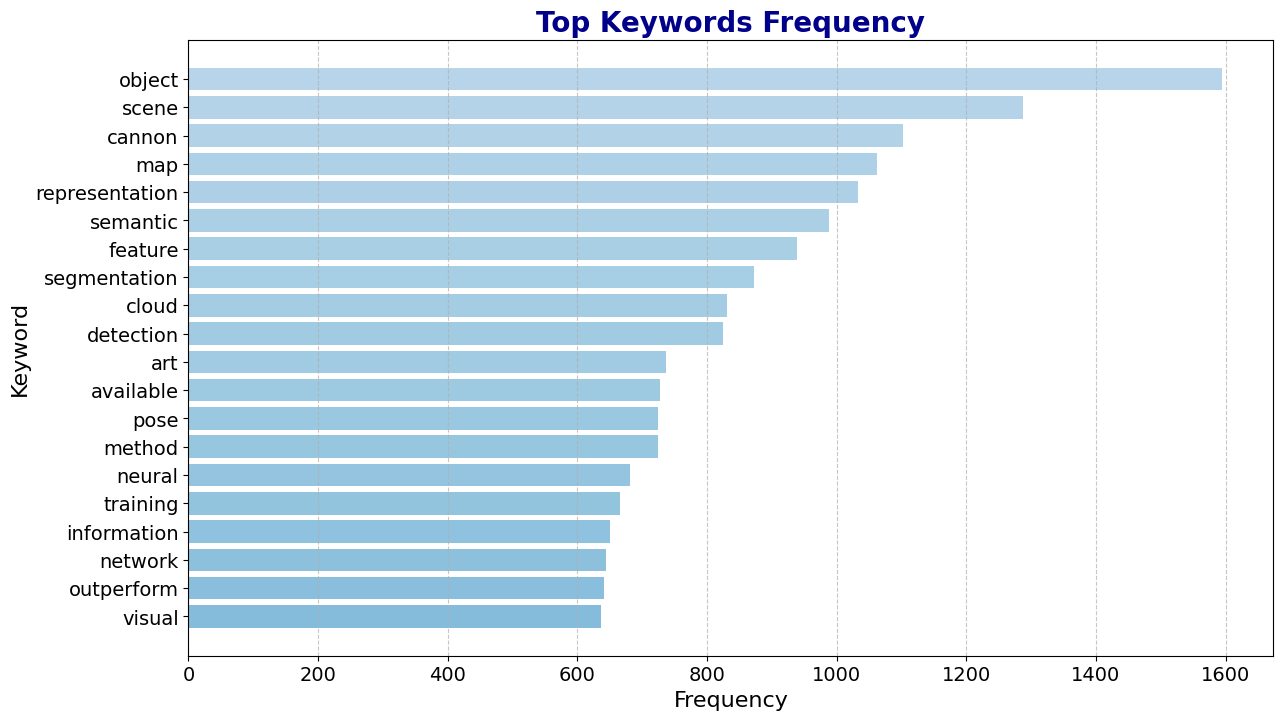 Top Keywords Frequency
Keyword
object
scene
cannon
map
representation
semantic
feature
segmentation
cloud
detection
art
available
pose
method
neural
training
information
network
outperform
visual
0 200 400 600 800 1000 1200 1400 1600
Frequency